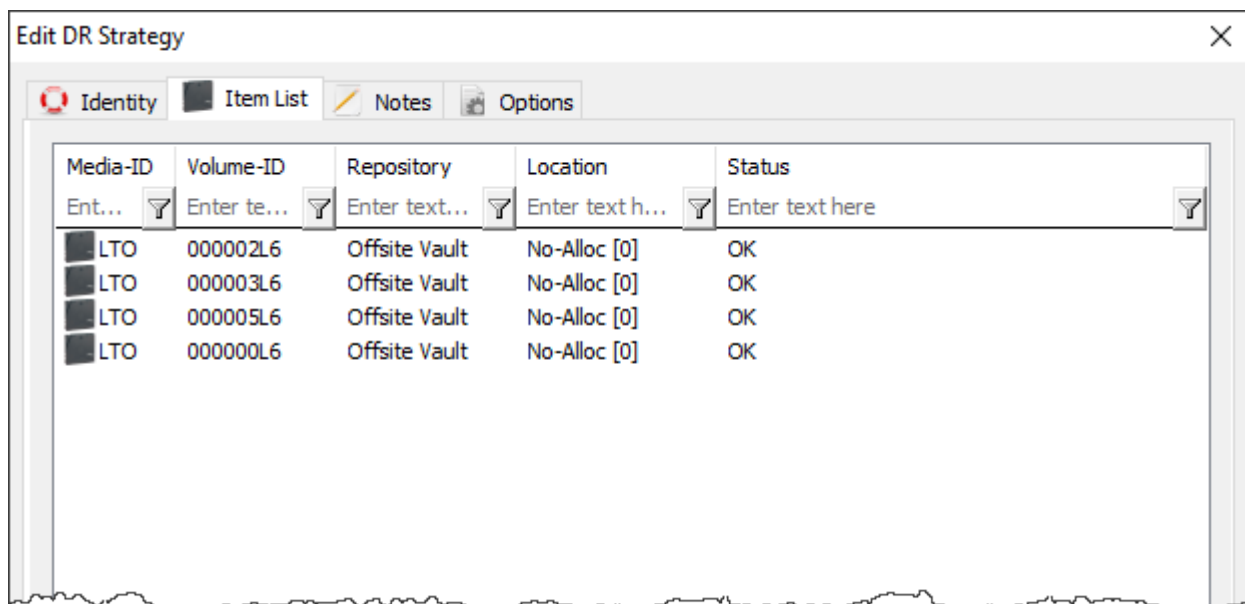 Edit DR Strategy
Identity Item List Notes Options
Media-ID Volume-ID Repository Location Status
Ent... Enter te... Enter text... Enter text h... Enter text here
LTO 000002L6 Offsite Vault No-Alloc [0] OK
LTO 000003L6 Offsite Vault No-Alloc [0] OK
LTO 000005L6 Offsite Vault No-Alloc [0] OK
LTO 000000L6 Offsite Vault No-Alloc [0] OK